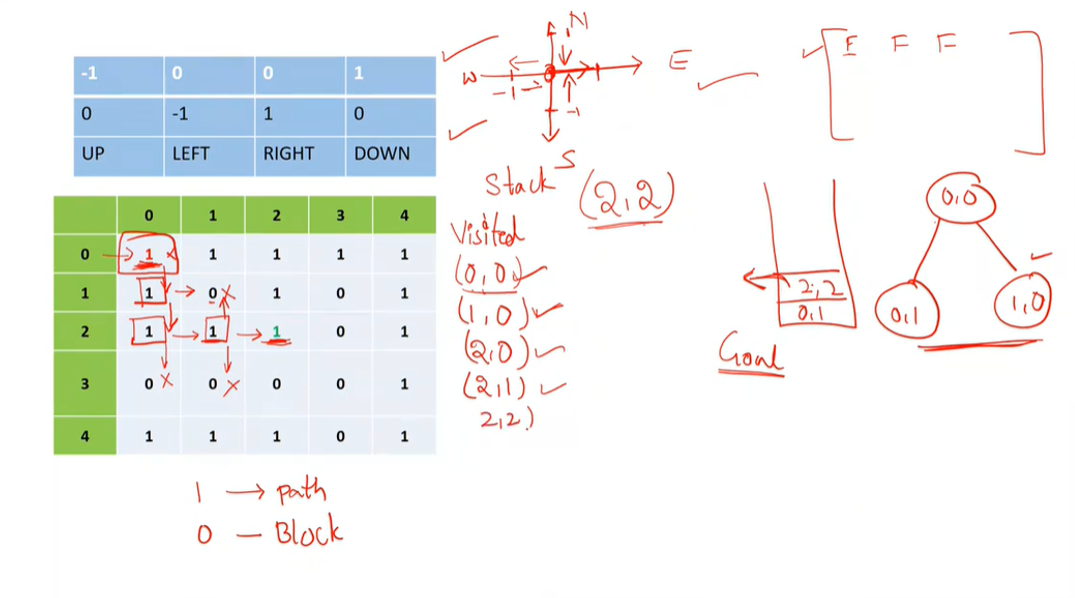 -1 0 0 1
0 -1 1 0
UP LEFT RIGHT DOWN
N
W E
-1
-1
S
F F F
0 1 2 3 4
0 1 1 1 1 1
1 1 0 1 0 1
2 1 1 1 0 1
3 0 0 0 0 1
4 1 1 1 0 1
1 → path
0 — Block
Stack
(2,2)
Visited
(0,0)
(1,0)
(2,0)
(2,1)
2,2)
2,2
0,1
Goal
0,0
0,1 1,0